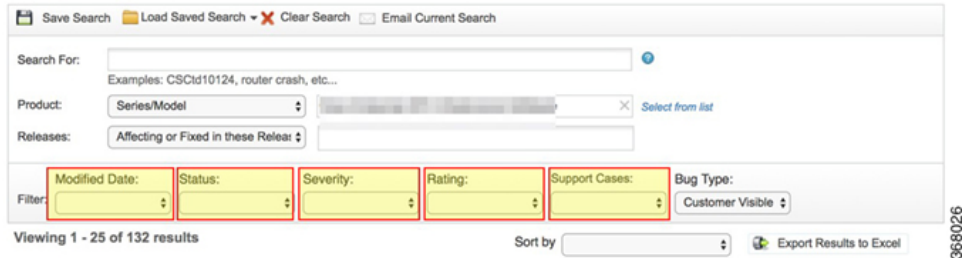 Save Search Load Saved Search Clear Search Email Current Search
Search For:
Examples: CSCtd10124, router crash, etc...
Product: Series/Model Select from list
Releases: Affecting or Fixed in these Releas
Modified Date: Status: Severity: Rating: Support Cases: Bug Type:
Filter: Customer Visible
Viewing 1 - 25 of 132 results Sort by Export Results to Excel
368026